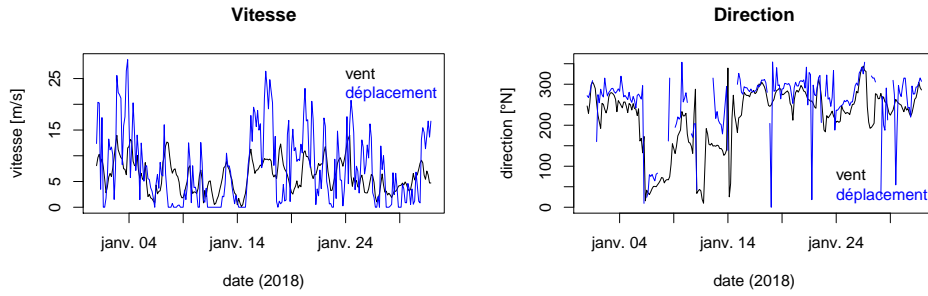 Vitesse
vitesse [m/s]
0 5 15 25
vent
déplacement
janv. 04 janv. 14 janv. 24
date (2018)
Direction
direction [°N]
0 100 200 300
vent
déplacement
janv. 04 janv. 14 janv. 24
date (2018)